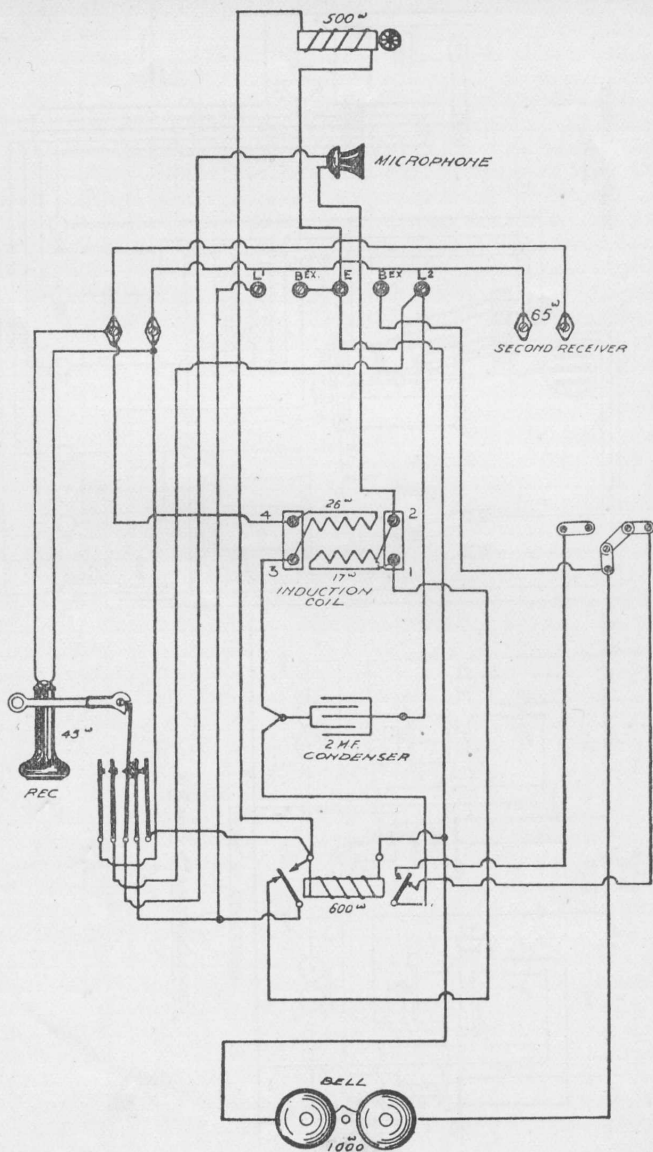 500ω
MICROPHONE
L1 BEX. E BEX L2
65ω
SECOND RECEIVER
26ω
4 2
3 1
17ω
INDUCTION
COIL
45ω
2 M.F.
CONDENSER
REC
600ω
BELL
1000ω